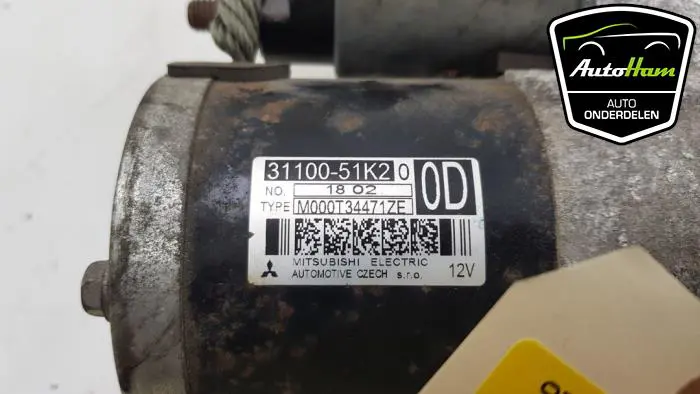 AutoHam
AUTO
ONDERDELEN
31100-51K2 0
0D
NO. 18 02
TYPE M000T34471ZE
MITSUBISHI ELECTRIC
AUTOMOTIVE CZECH s.r.o.
12V